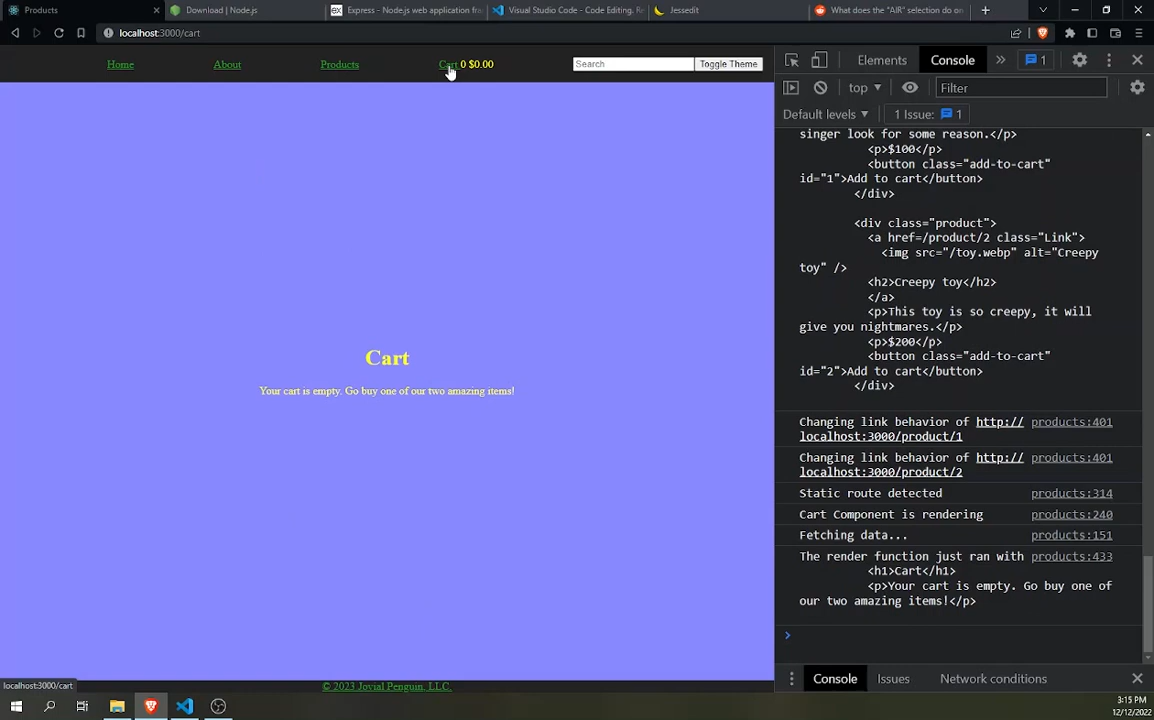 Products
Download | Node.js
Express - Node.js web application fra
Visual Studio Code - Code Editing. Re
Jessedit
What does the "AIR" selection do on
localhost:3000/cart
Home
About
Products
Cart 0 $0.00
Search
Toggle Theme
Elements
Console
1
top
Filter
Default levels
1 Issue:
1
singer look for some reason.</p>
<p>$100</p>
<button class="add-to-cart"
id="1">Add to cart</button>
</div>
<div class="product">
<a href=/product/2 class="Link">
<img src="/toy.webp" alt="Creepy
toy" />
<h2>Creepy toy</h2>
</a>
<p>This toy is so creepy, it will
give you nightmares.</p>
<p>$200</p>
<button class="add-to-cart"
id="2">Add to cart</button>
</div>
Changing link behavior of http:// products:401
localhost:3000/product/1
Changing link behavior of http:// products:401
localhost:3000/product/2
Static route detected products:314
Cart Component is rendering products:240
Fetching data... products:151
The render function just ran with products:433
<h1>Cart</h1>
<p>Your cart is empty. Go buy one of
our two amazing items!</p>
Cart
Your cart is empty. Go buy one of our two amazing items!
© 2023 Jovial Penguin, LLC.
localhost:3000/cart
Console
Issues
Network conditions
3:15 PM
12/12/2022